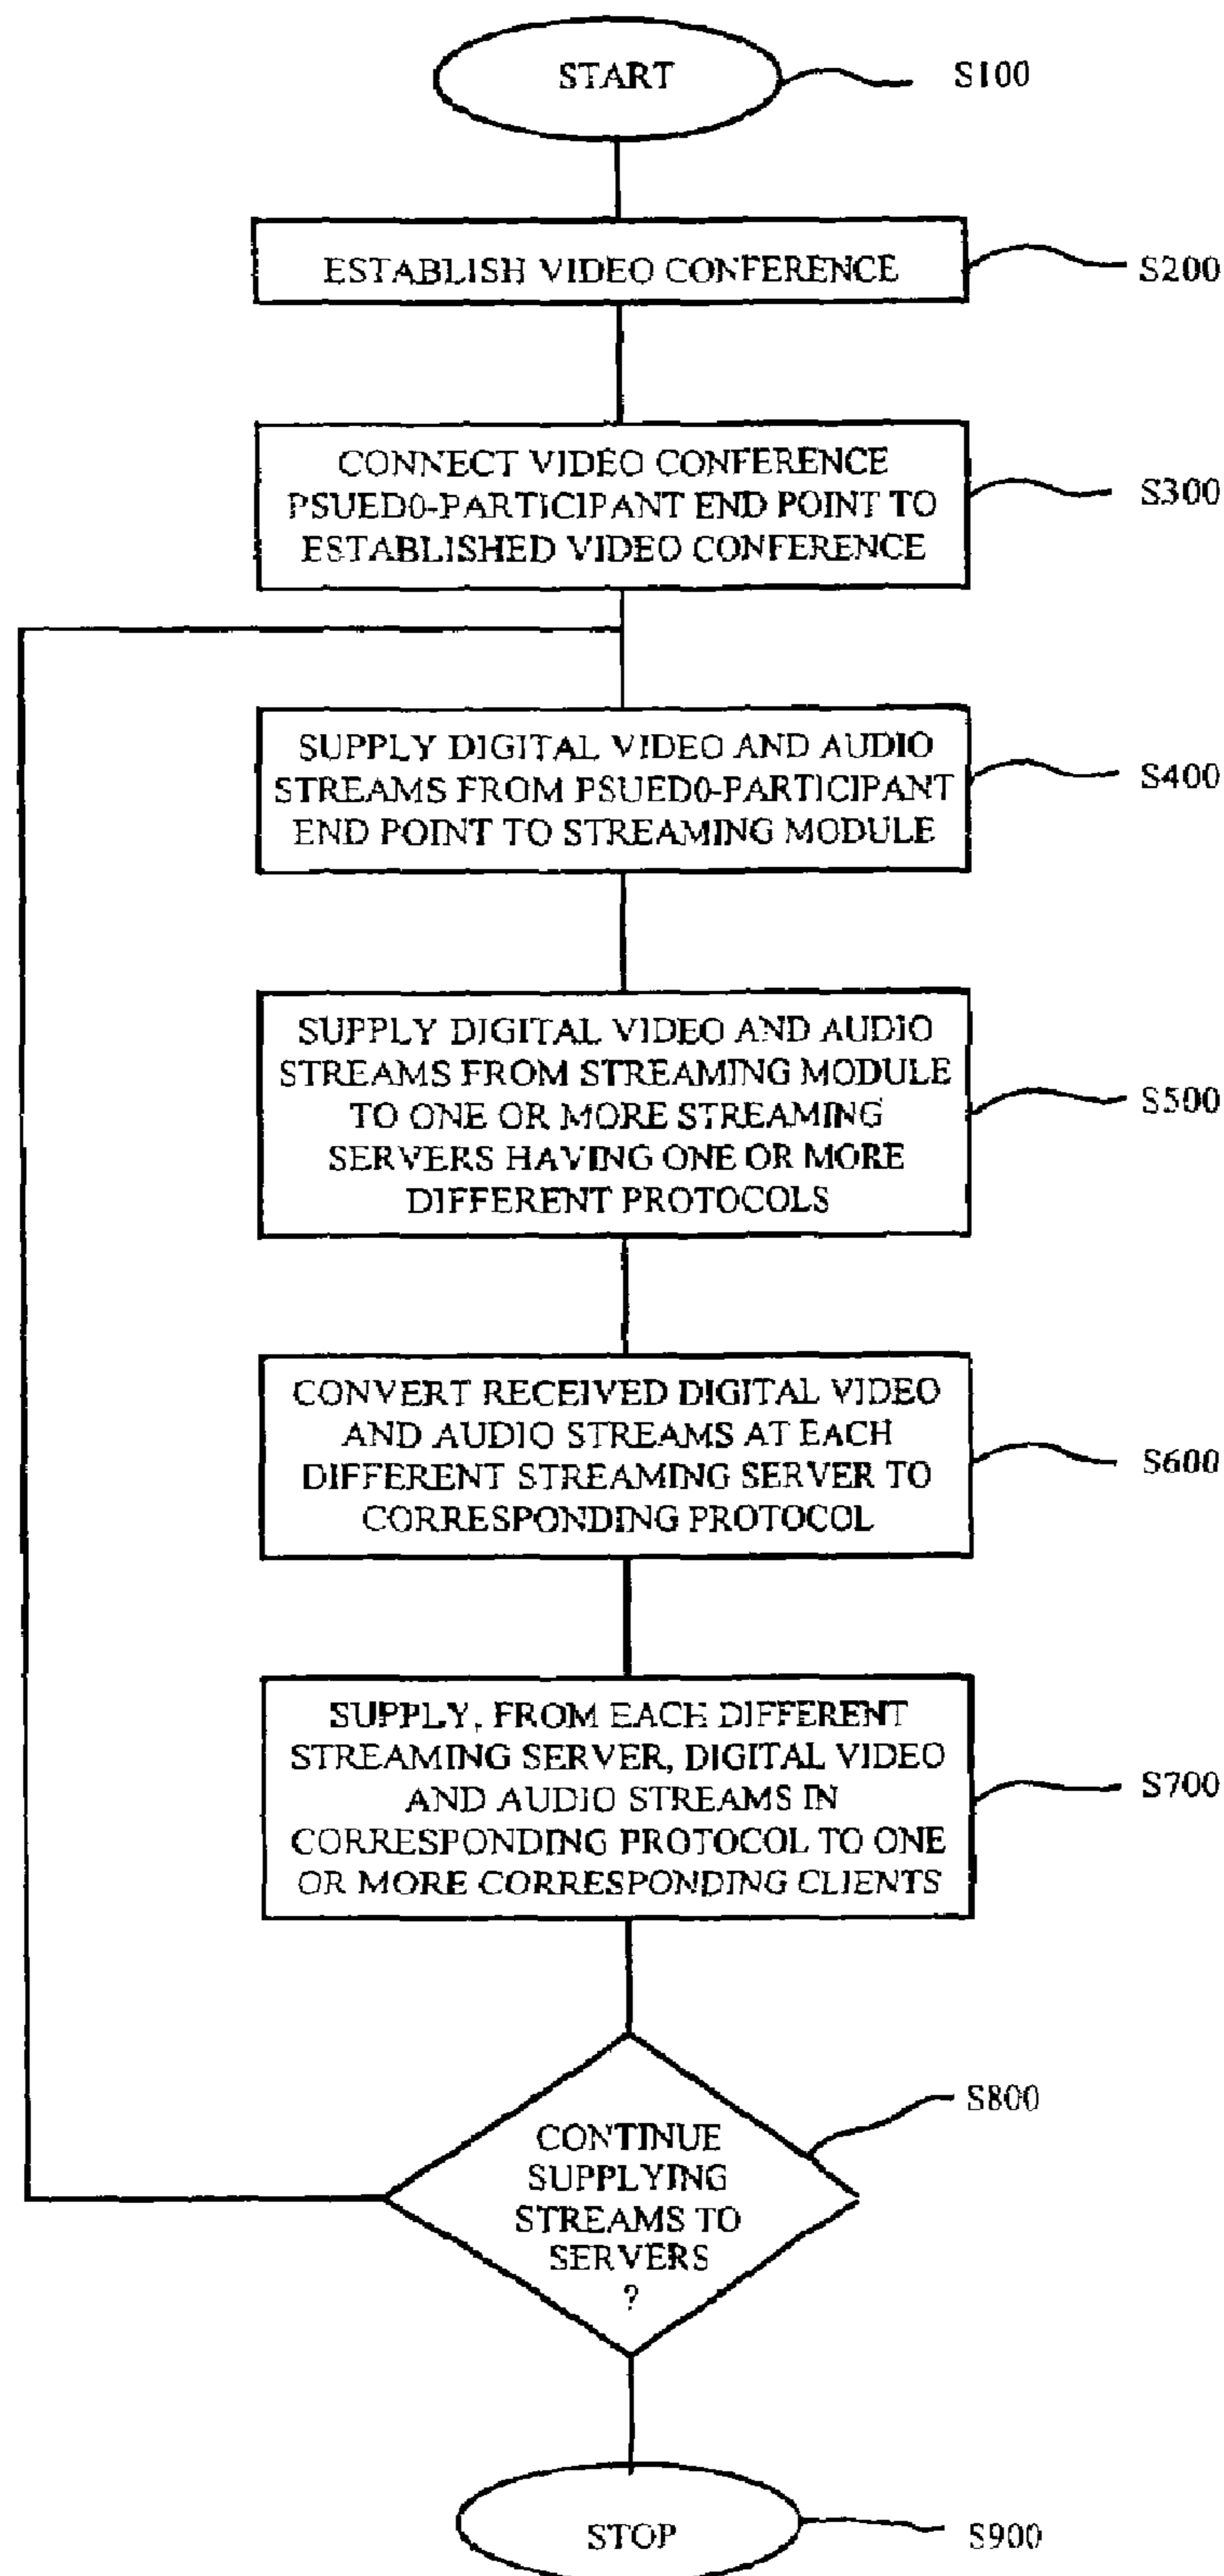 START
S100
ESTABLISH VIDEO CONFERENCE
S200
CONNECT VIDEO CONFERENCE
PSUED0-PARTICIPANT END POINT TO
ESTABLISHED VIDEO CONFERENCE
S300
SUPPLY DIGITAL VIDEO AND AUDIO
STREAMS FROM PSUED0-PARTICIPANT
END POINT TO STREAMING MODULE
S400
SUPPLY DIGITAL VIDEO AND AUDIO
STREAMS FROM STREAMING MODULE
TO ONE OR MORE STREAMING
SERVERS HAVING ONE OR MORE
DIFFERENT PROTOCOLS
S500
CONVERT RECEIVED DIGITAL VIDEO
AND AUDIO STREAMS AT EACH
DIFFERENT STREAMING SERVER TO
CORRESPONDING PROTOCOL
S600
SUPPLY, FROM EACH DIFFERENT
STREAMING SERVER, DIGITAL VIDEO
AND AUDIO STREAMS IN
CORRESPONDING PROTOCOL TO ONE
OR MORE CORRESPONDING CLIENTS
S700
CONTINUE
SUPPLYING
STREAMS TO
SERVERS
?
S800
STOP
S900